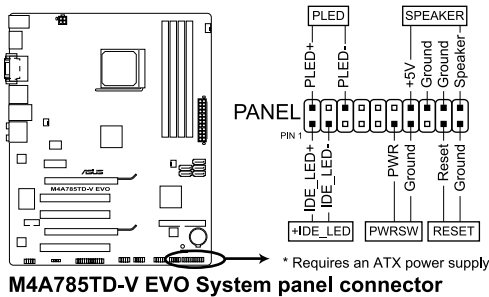 PLED
SPEAKER
PLED+
PLED-
+5V
Ground
Ground
Speaker
PANEL
PIN 1
IDE_LED+
IDE_LED-
PWR
Ground
Reset
Ground
+IDE_LED
PWRSW
RESET
/SUS
M4A785TD-V EVO
* Requires an ATX power supply
M4A785TD-V EVO System panel connector